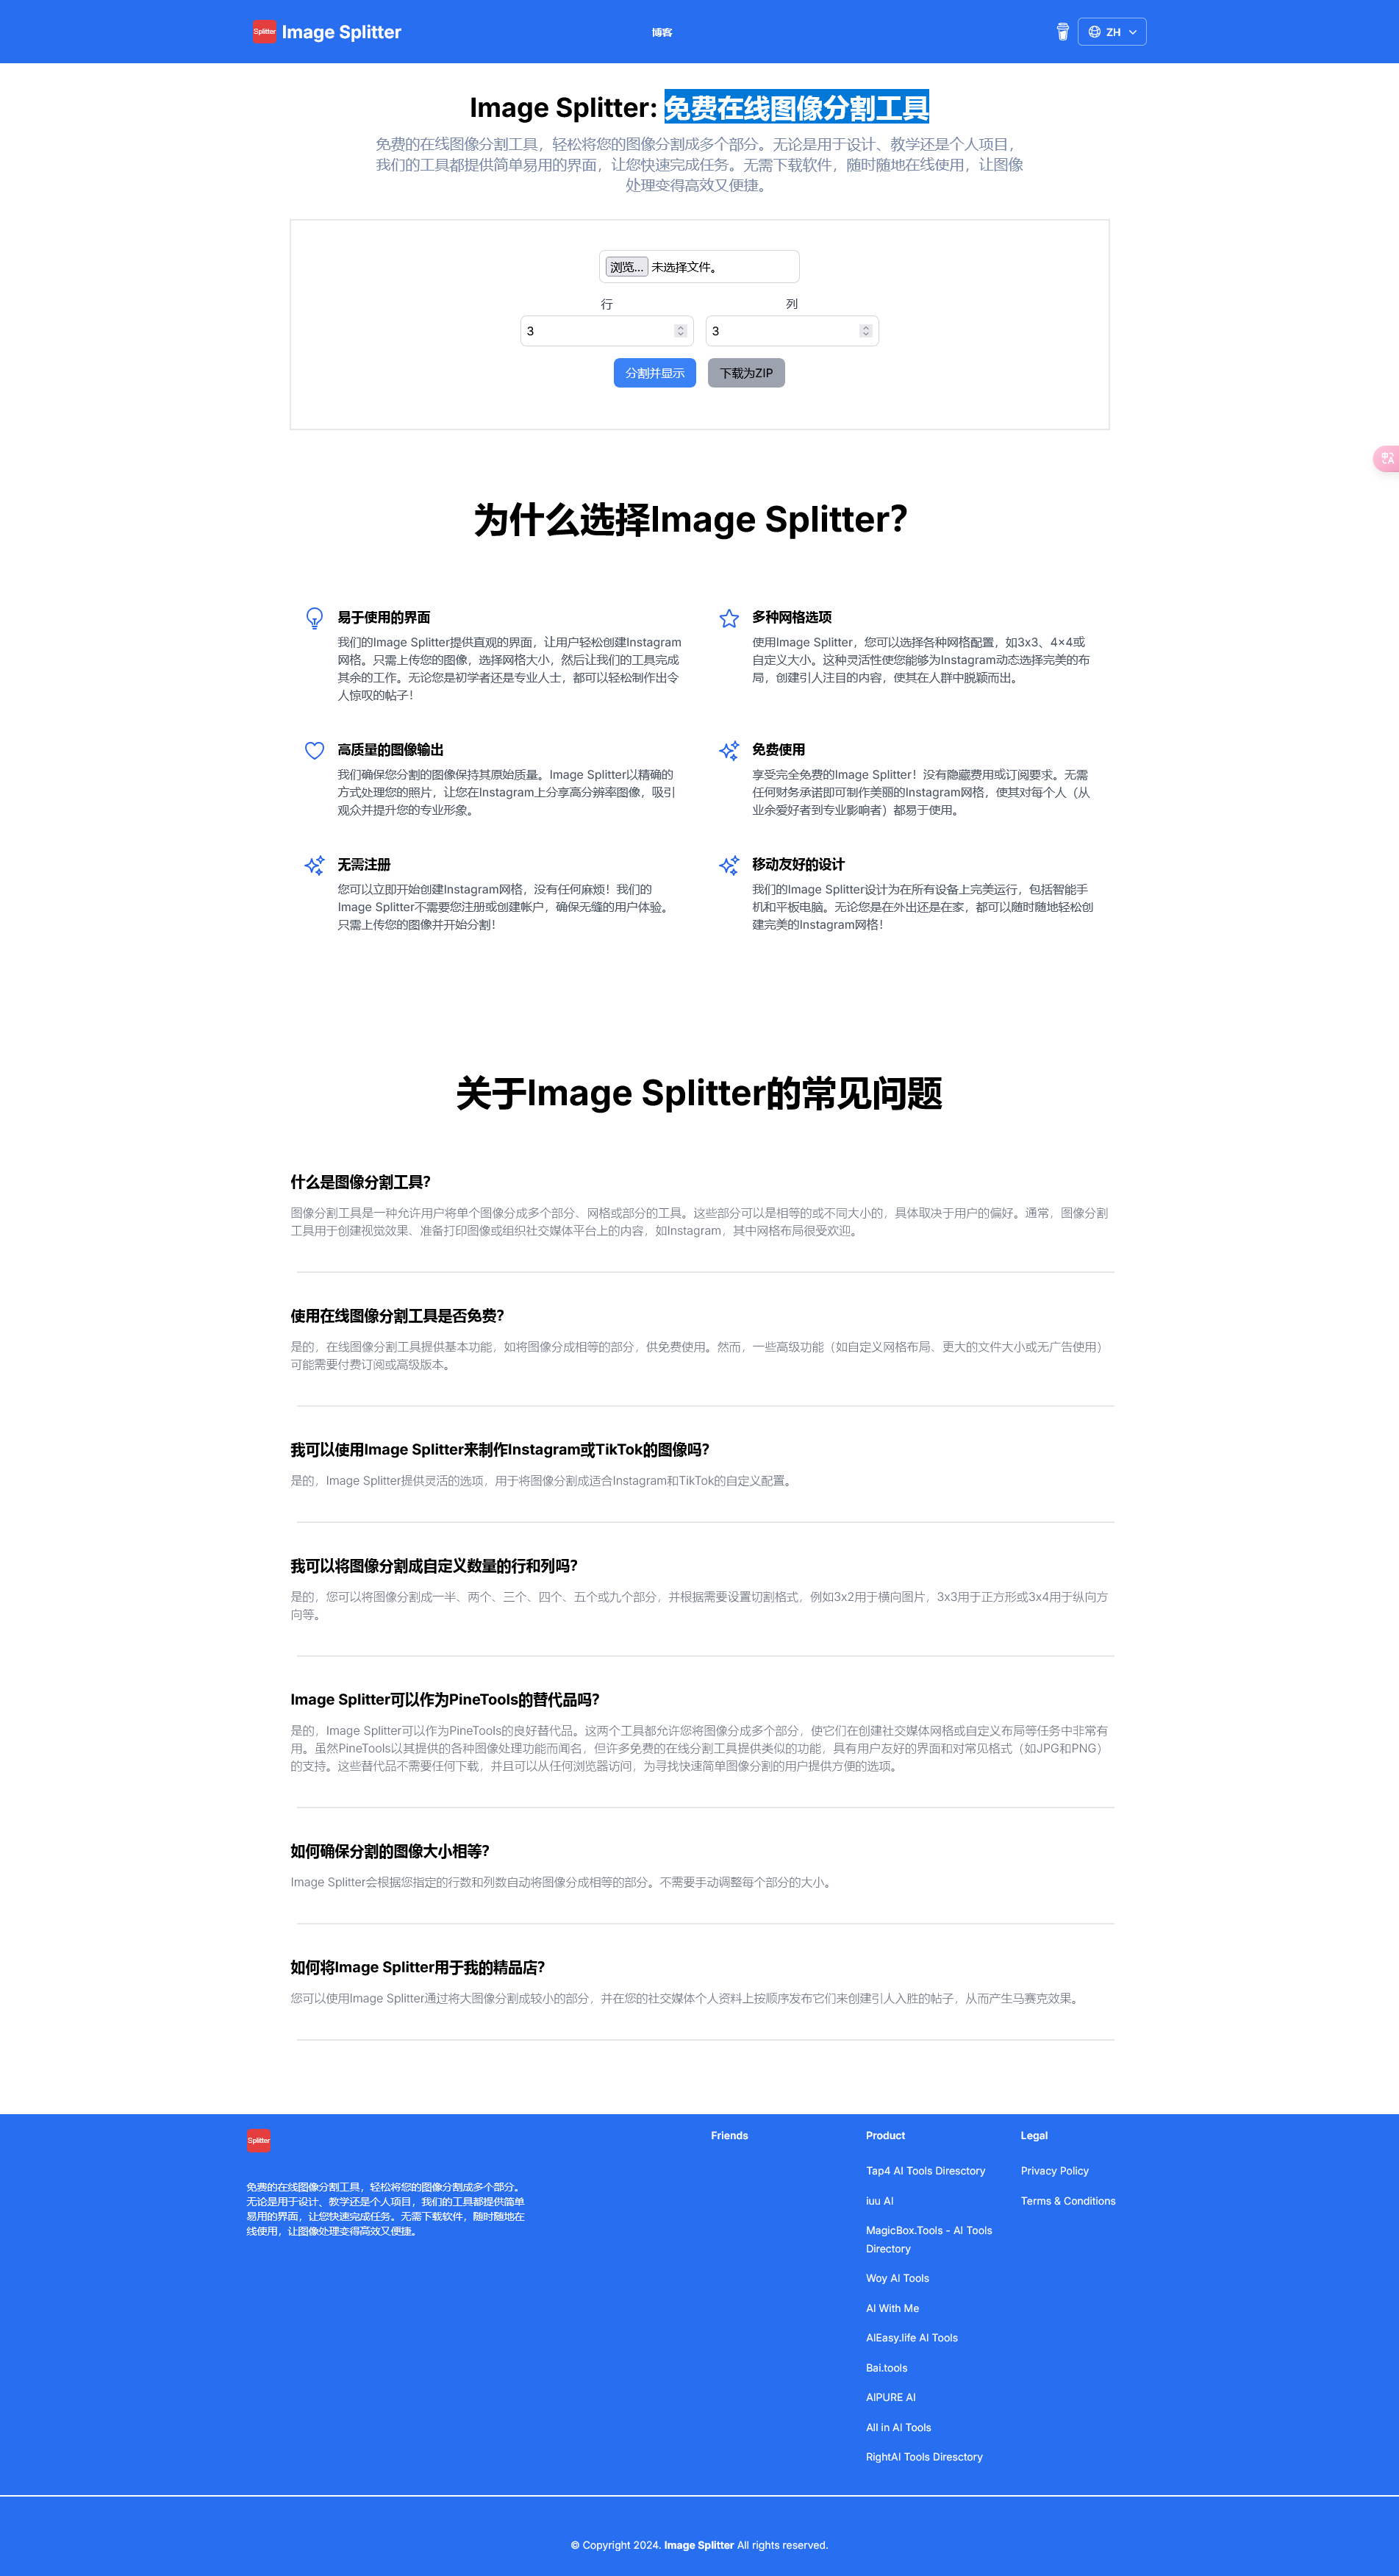 Splitter Image Splitter
博客
ZH
Image Splitter: 免费在线图像分割工具
免费的在线图像分割工具，轻松将您的图像分割成多个部分。无论是用于设计、教学还是个人项目，
我们的工具都提供简单易用的界面，让您快速完成任务。无需下载软件，随时随地在线使用，让图像
处理变得高效又便捷。
浏览… 未选择文件。
行
列
3
3
分割并显示
下载为ZIP
中 A
为什么选择Image Splitter?
易于使用的界面
我们的Image Splitter提供直观的界面，让用户轻松创建Instagram
网格。只需上传您的图像，选择网格大小，然后让我们的工具完成
其余的工作。无论您是初学者还是专业人士，都可以轻松制作出令
人惊叹的帖子！
多种网格选项
使用Image Splitter，您可以选择各种网格配置，如3x3、4x4或
自定义大小。这种灵活性使您能够为Instagram动态选择完美的布
局，创建引人注目的内容，使其在人群中脱颖而出。
高质量的图像输出
我们确保您分割的图像保持其原始质量。Image Splitter以精确的
方式处理您的照片，让您在Instagram上分享高分辨率图像，吸引
观众并提升您的专业形象。
免费使用
享受完全免费的Image Splitter！没有隐藏费用或订阅要求。无需
任何财务承诺即可制作美丽的Instagram网格，使其对每个人（从
业余爱好者到专业影响者）都易于使用。
无需注册
您可以立即开始创建Instagram网格，没有任何麻烦！我们的
Image Splitter不需要您注册或创建帐户，确保无缝的用户体验。
只需上传您的图像并开始分割！
移动友好的设计
我们的Image Splitter设计为在所有设备上完美运行，包括智能手
机和平板电脑。无论您是在外出还是在家，都可以随时随地轻松创
建完美的Instagram网格！
关于Image Splitter的常见问题
什么是图像分割工具?
图像分割工具是一种允许用户将单个图像分成多个部分、网格或部分的工具。这些部分可以是相等的或不同大小的，具体取决于用户的偏好。通常，图像分割
工具用于创建视觉效果、准备打印图像或组织社交媒体平台上的内容，如Instagram，其中网格布局很受欢迎。
使用在线图像分割工具是否免费?
是的，在线图像分割工具提供基本功能，如将图像分成相等的部分，供免费使用。然而，一些高级功能（如自定义网格布局、更大的文件大小或无广告使用）
可能需要付费订阅或高级版本。
我可以使用Image Splitter来制作Instagram或TikTok的图像吗?
是的，Image Splitter提供灵活的选项，用于将图像分割成适合Instagram和TikTok的自定义配置。
我可以将图像分割成自定义数量的行和列吗?
是的，您可以将图像分割成一半、两个、三个、四个、五个或九个部分，并根据需要设置切割格式，例如3x2用于横向图片，3x3用于正方形或3x4用于纵向方
向等。
Image Splitter可以作为PineTools的替代品吗?
是的，Image Splitter可以作为PineTools的良好替代品。这两个工具都允许您将图像分成多个部分，使它们在创建社交媒体网格或自定义布局等任务中非常有
用。虽然PineTools以其提供的各种图像处理功能而闻名，但许多免费的在线分割工具提供类似的功能，具有用户友好的界面和对常见格式（如JPG和PNG）
的支持。这些替代品不需要任何下载，并且可以从任何浏览器访问，为寻找快速简单图像分割的用户提供方便的选项。
如何确保分割的图像大小相等?
Image Splitter会根据您指定的行数和列数自动将图像分成相等的部分。不需要手动调整每个部分的大小。
如何将Image Splitter用于我的精品店?
您可以使用Image Splitter通过将大图像分割成较小的部分，并在您的社交媒体个人资料上按顺序发布它们来创建引人入胜的帖子，从而产生马赛克效果。
Splitter
免费的在线图像分割工具，轻松将您的图像分割成多个部分。
无论是用于设计、教学还是个人项目，我们的工具都提供简单
易用的界面，让您快速完成任务。无需下载软件，随时随地在
线使用，让图像处理变得高效又便捷。
Friends
Product
Tap4 AI Tools Diresctory
iuu AI
MagicBox.Tools - AI Tools
Directory
Woy AI Tools
AI With Me
AIEasy.life AI Tools
Bai.tools
AIPURE AI
All in AI Tools
RightAI Tools Diresctory
Legal
Privacy Policy
Terms & Conditions
© Copyright 2024. Image Splitter All rights reserved.